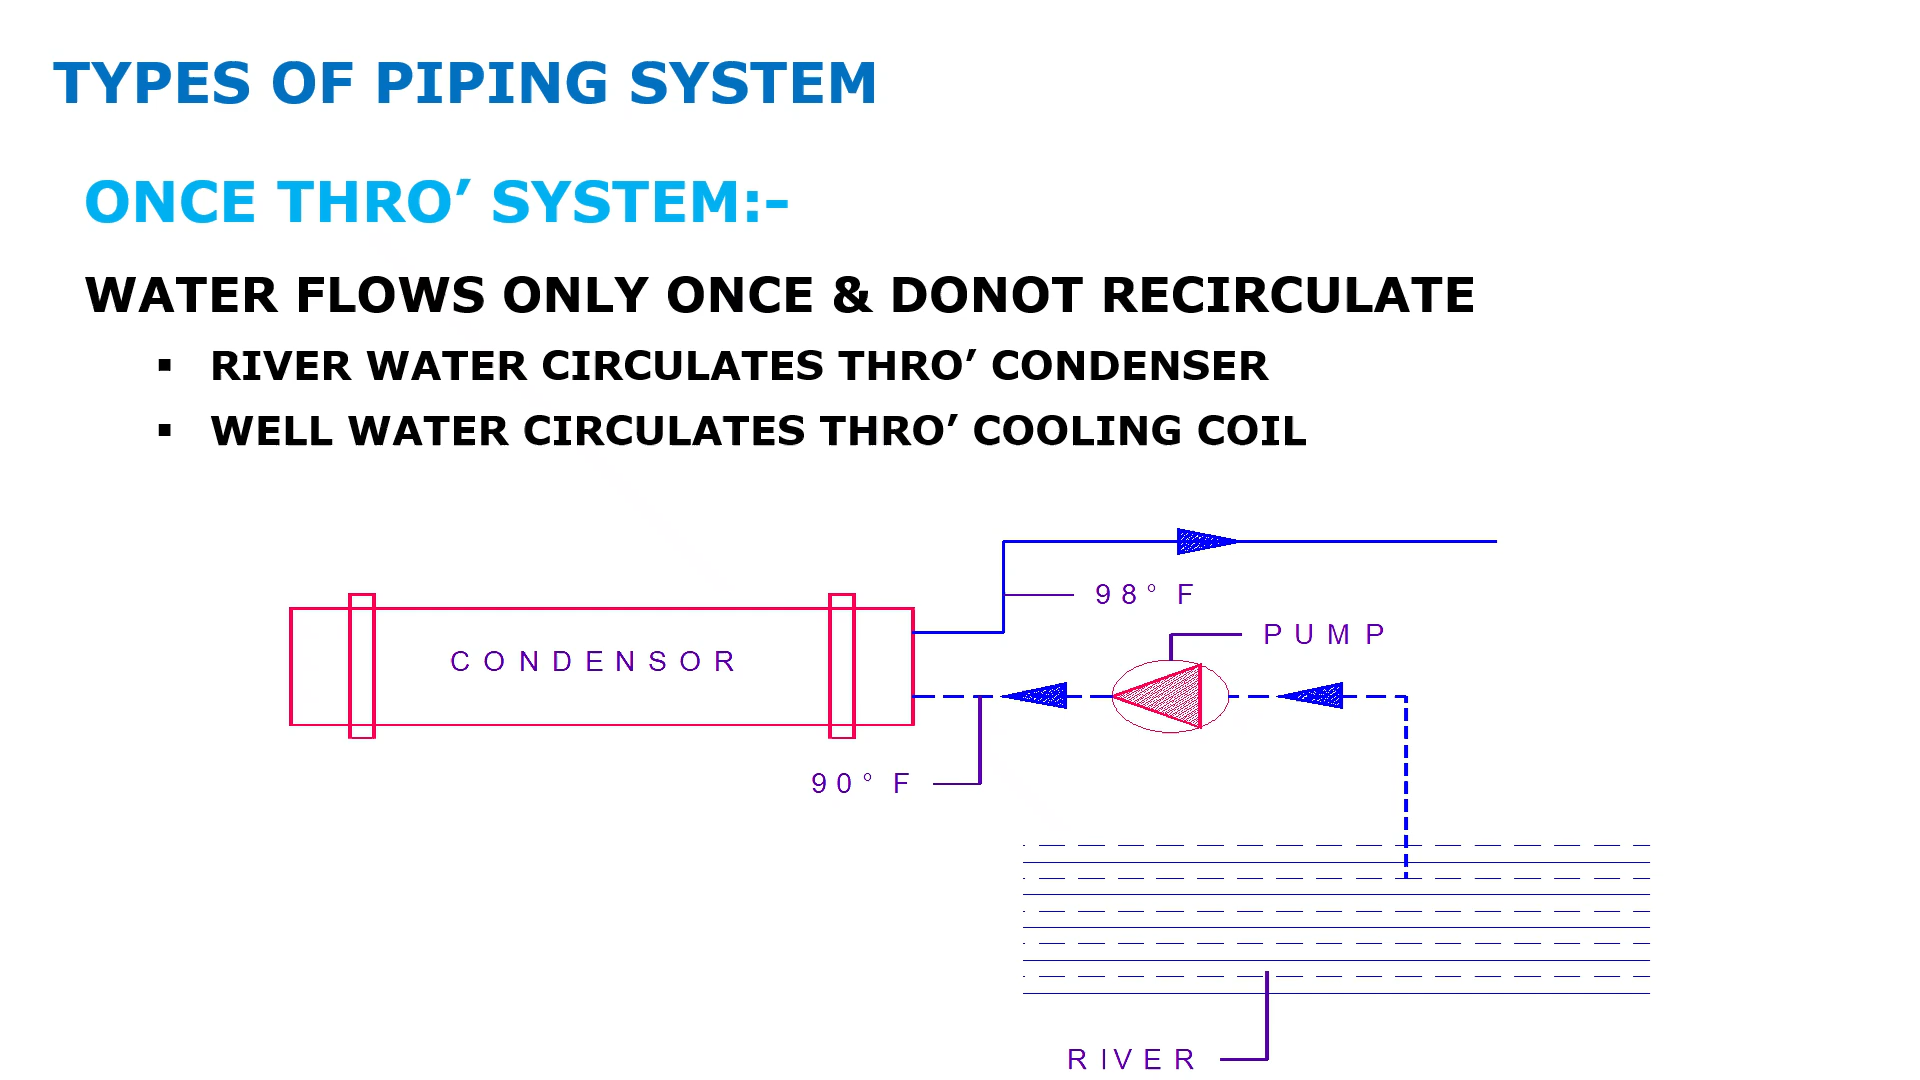 TYPES OF PIPING SYSTEM
ONCE THRO’ SYSTEM:-
WATER FLOWS ONLY ONCE & DONOT RECIRCULATE
▪ RIVER WATER CIRCULATES THRO’ CONDENSER
▪ WELL WATER CIRCULATES THRO’ COOLING COIL
98° F
PUMP
CONDENSOR
90° F
RIVER